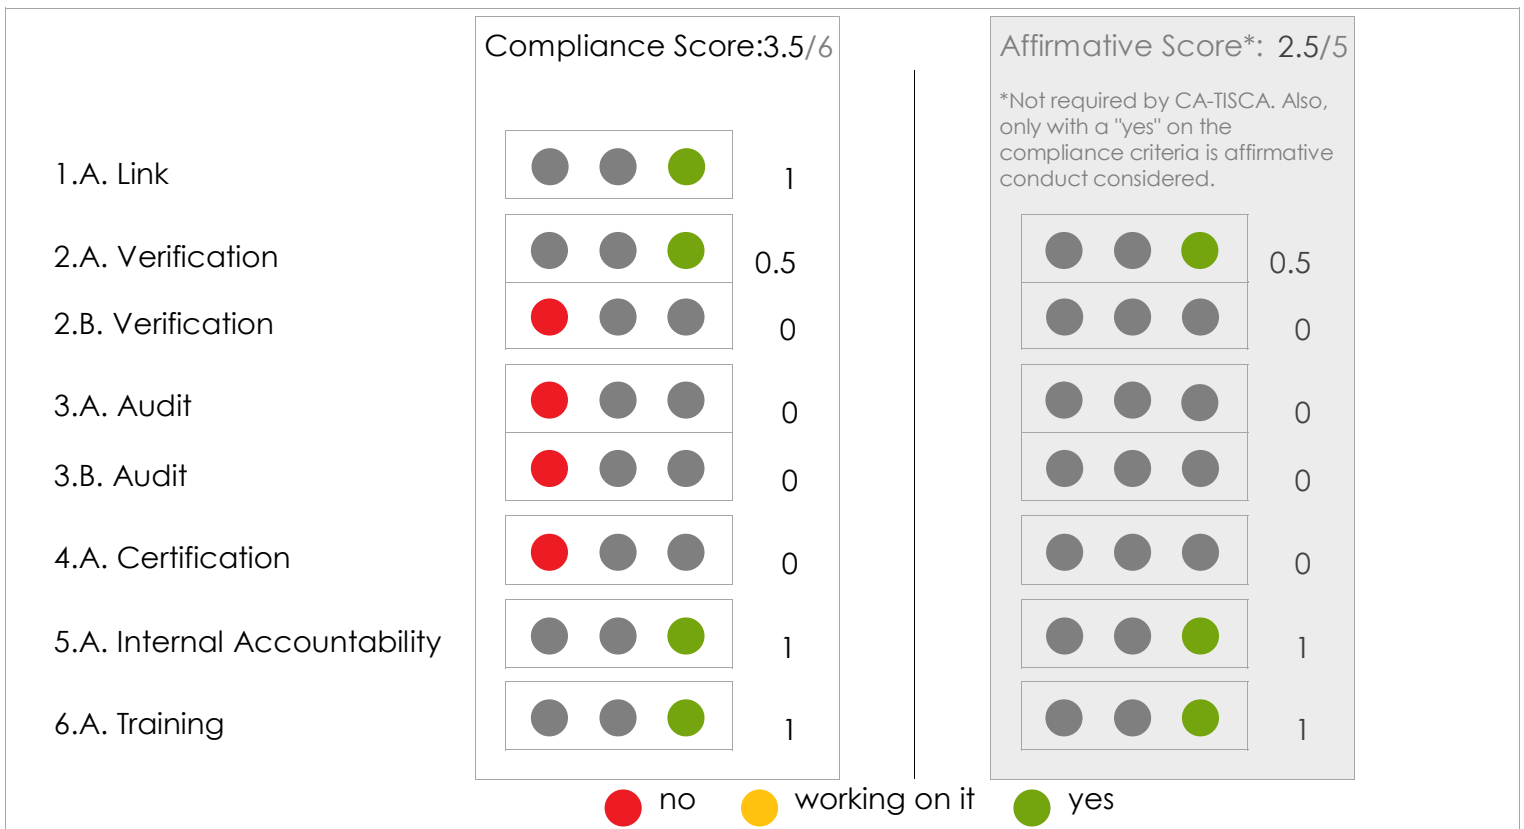 Compliance Score:3.5/6
Affirmative Score*: 2.5/5
*Not required by CA-TISCA. Also,
only with a "yes" on the
compliance criteria is affirmative
conduct considered.
1.A. Link 1
2.A. Verification 0.5 0.5
2.B. Verification 0 0
3.A. Audit 0 0
3.B. Audit 0 0
4.A. Certification 0 0
5.A. Internal Accountability 1 1
6.A. Training 1 1
no working on it yes